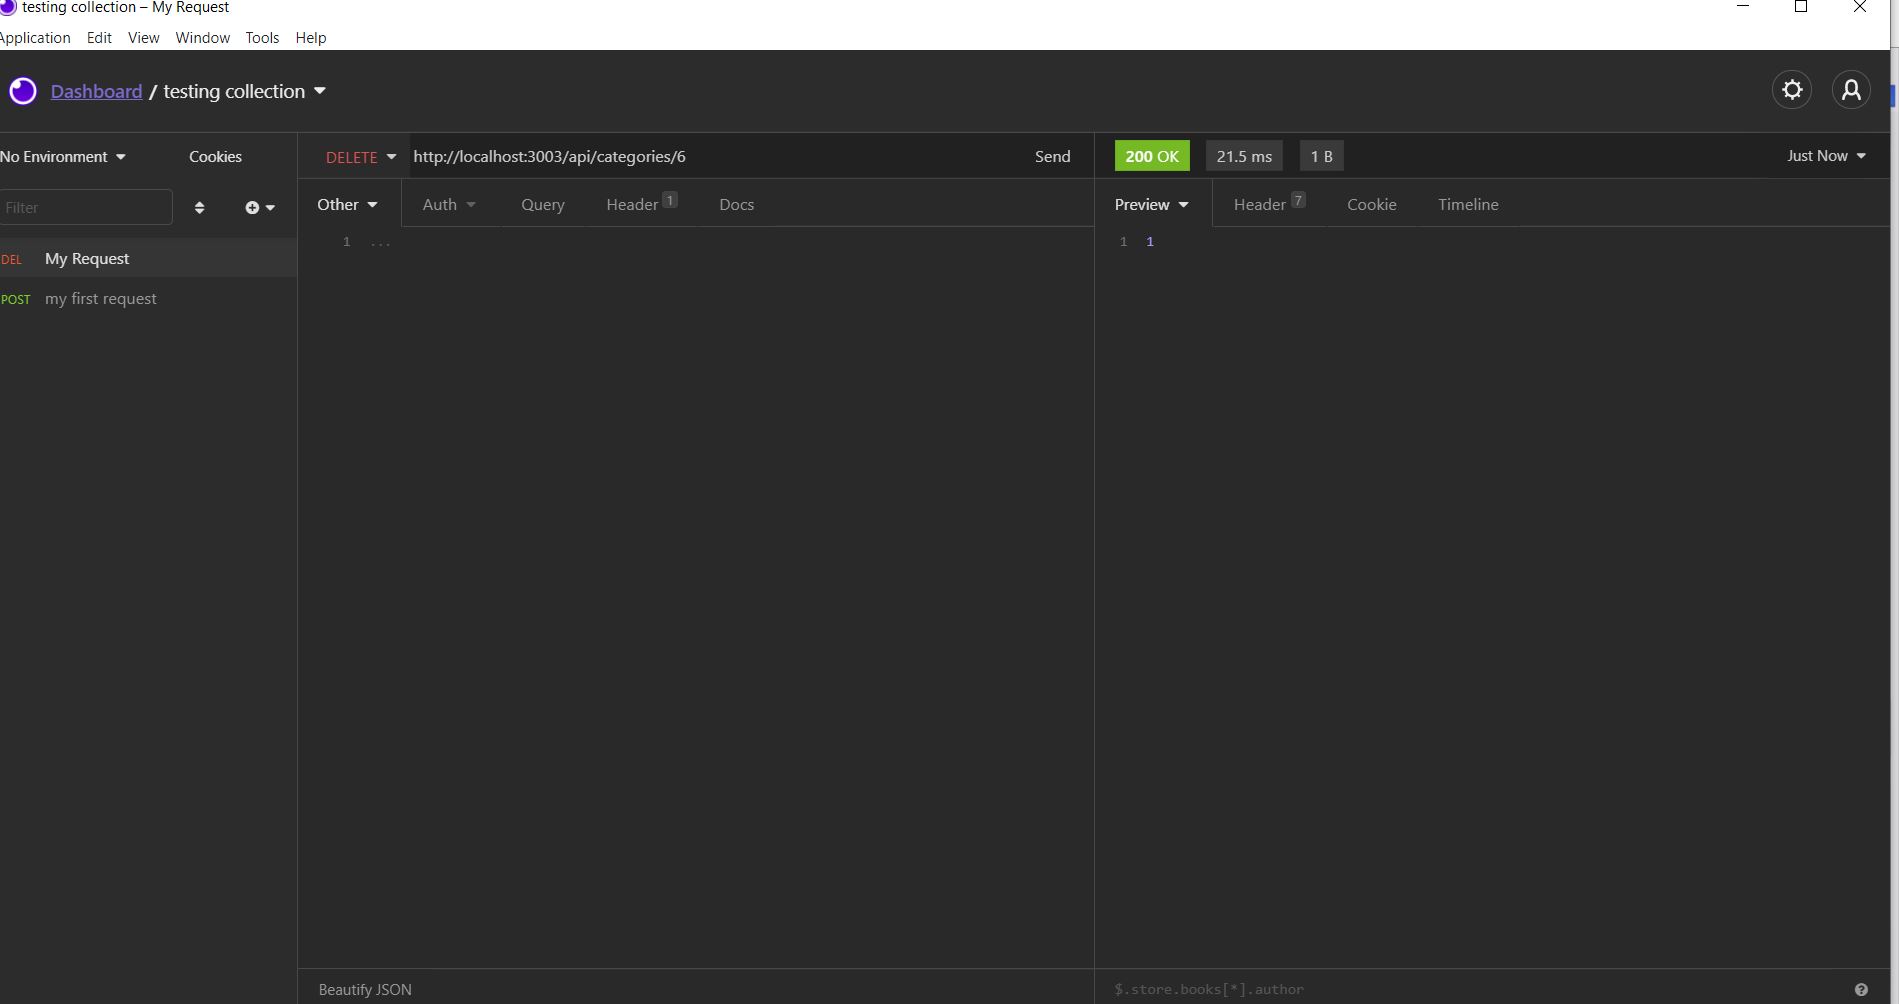 testing collection – My Request
Application Edit View Window Tools Help
Dashboard / testing collection
No Environment Cookies
DELETE http://localhost:3003/api/categories/6 Send
200 OK 21.5 ms 1 B Just Now
Filter
Other Auth Query Header 1 Docs
Preview Header 7 Cookie Timeline
1 ...
1 1
DEL My Request
POST my first request
Beautify JSON
$.store.books[*].author